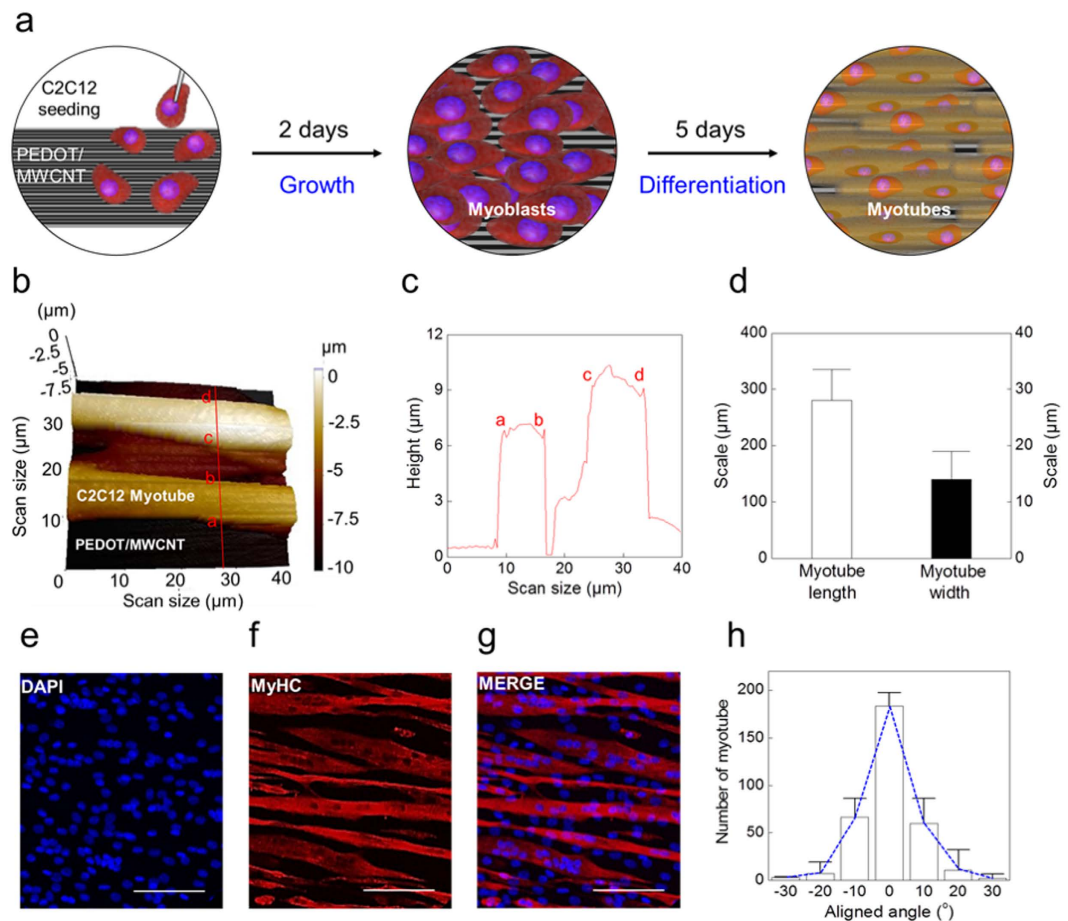 a
C2C12
seeding
PEDOT/
MWCNT
2 days
Growth
Myoblasts
5 days
Differentiation
Myotubes
b
(µm)
0
-2.5
-5
-7.5
30
20
10
0
Scan size (µm)
10
20
30
40
Scan size (µm)
d
c
b
a
C2C12 Myotube
PEDOT/MWCNT
µm
0
-2.5
-5
-7.5
-10
c
12
9
6
3
0
Height (µm)
a
b
c
d
0
10
20
30
40
Scan size (µm)
d
400
300
200
100
0
Scale (µm)
40
30
20
10
0
Scale (µm)
Myotube
length
Myotube
width
e
DAPI
f
MyHC
g
MERGE
h
200
150
100
50
0
Number of myotube
-30
-20
-10
0
10
20
30
Aligned angle (°)